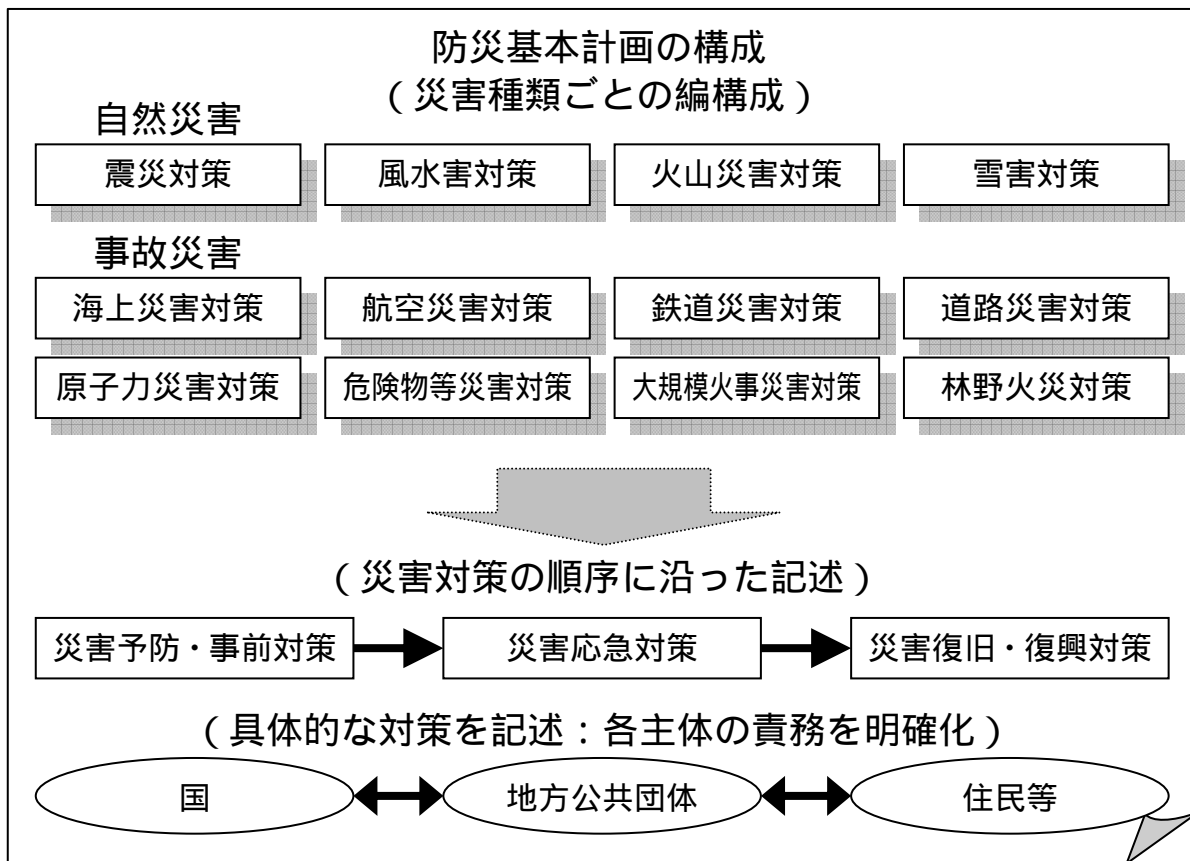 防災基本計画の構成
（災害種類ごとの編構成）
自然災害
震災対策
風水害対策
火山災害対策
雪害対策
事故災害
海上災害対策
航空災害対策
鉄道災害対策
道路災害対策
原子力災害対策
危険物等災害対策
大規模火事災害対策
林野火災対策
（災害対策の順序に沿った記述）
災害予防・事前対策
災害応急対策
災害復旧・復興対策
（具体的な対策を記述：各主体の責務を明確化）
国
地方公共団体
住民等